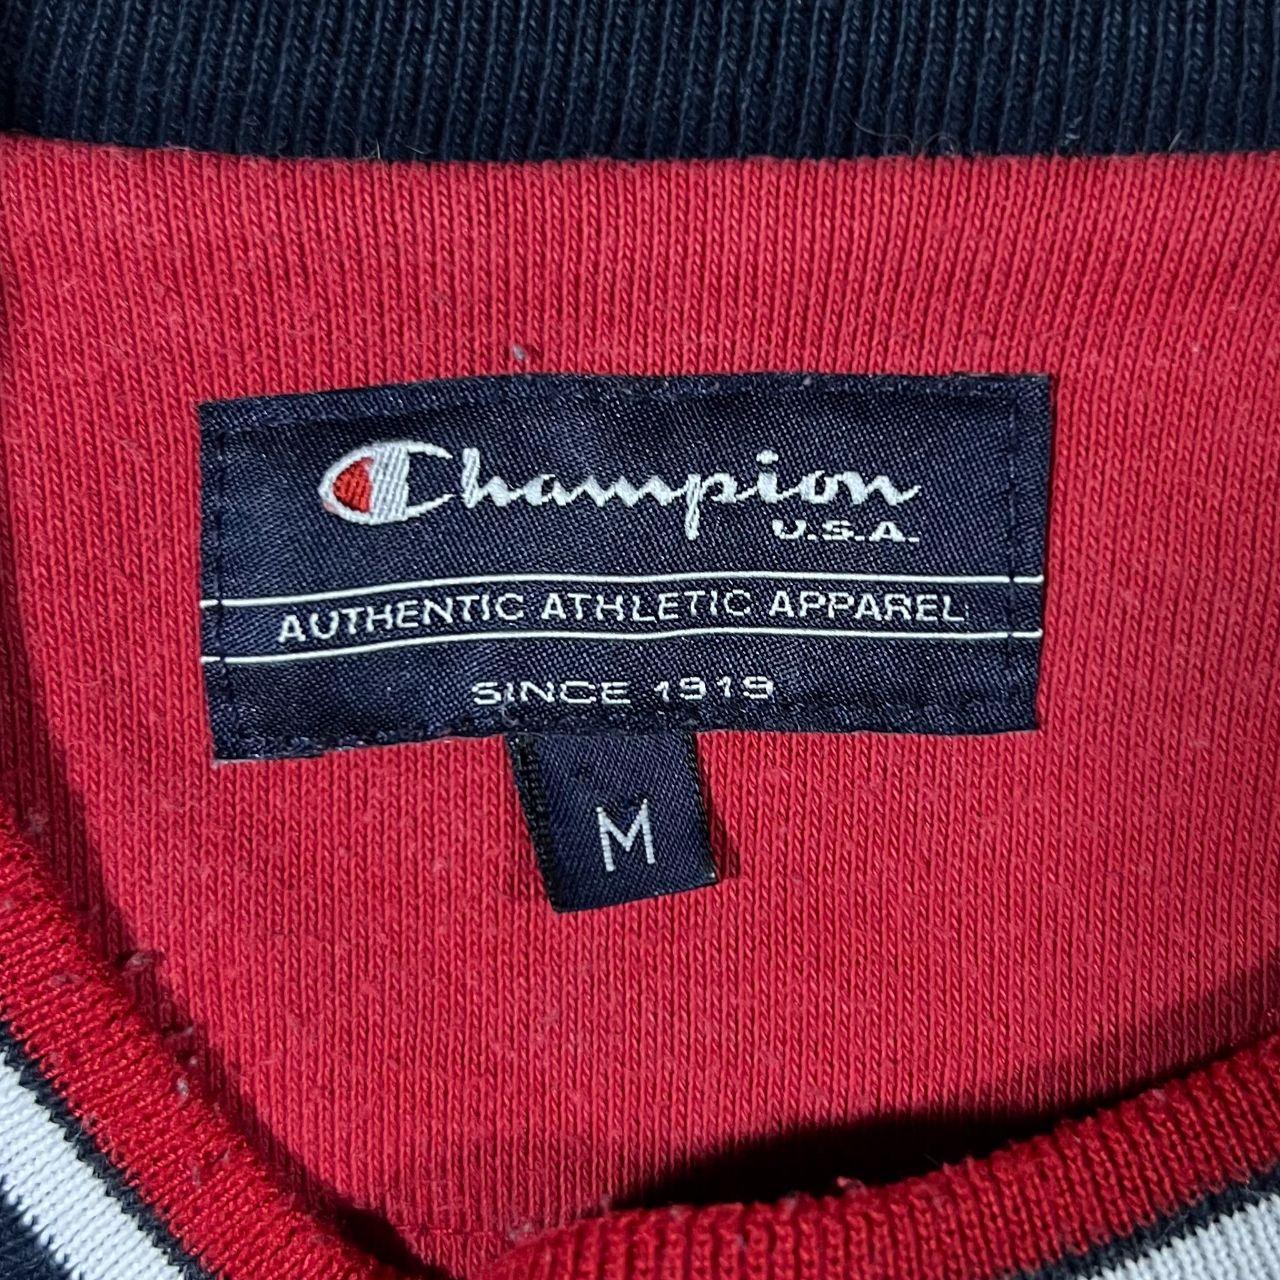 Champion
U.S.A.
AUTHENTIC ATHLETIC APPAREL
SINCE 1919
M